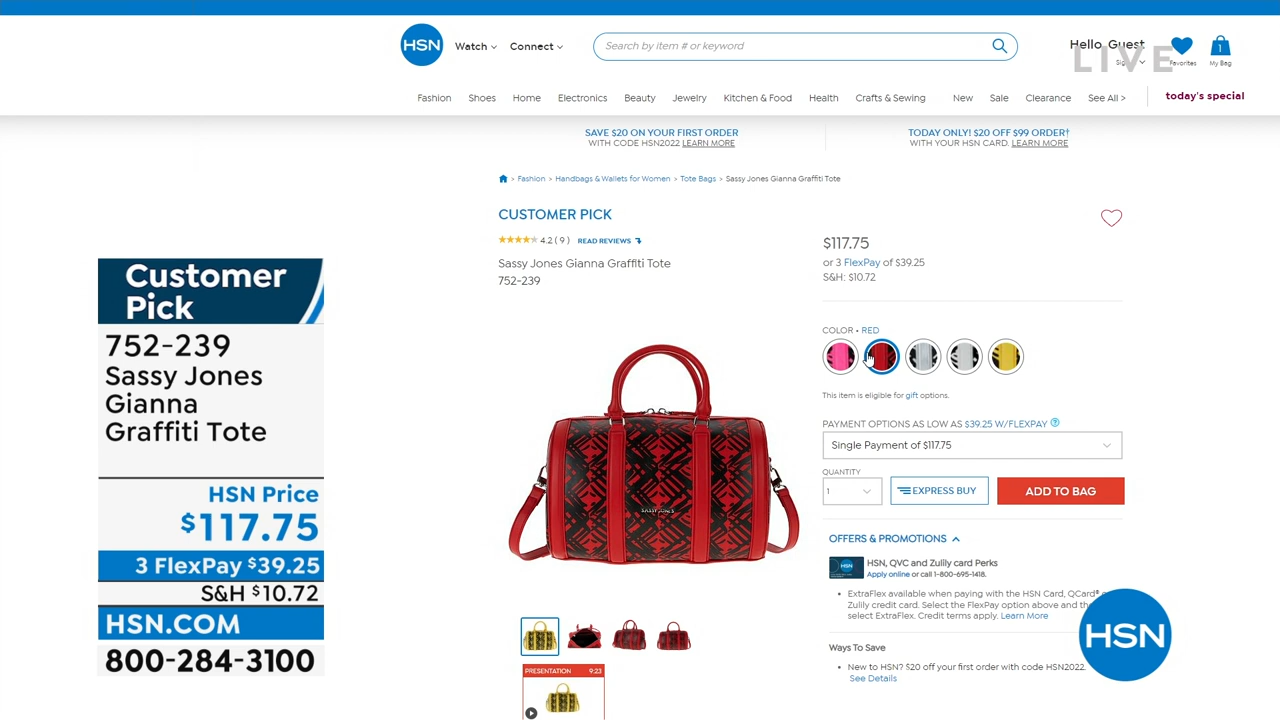 HSN
Watch
Connect
Search by item # or keyword
Hello, Guest
LIVE
Favorites
1
My Bag
Fashion
Shoes
Home
Electronics
Beauty
Jewelry
Kitchen & Food
Health
Crafts & Sewing
New
Sale
Clearance
See All >
today's special
SAVE $20 ON YOUR FIRST ORDER
WITH CODE HSN2022 LEARN MORE
TODAY ONLY! $20 OFF $99 ORDER†
WITH YOUR HSN CARD. LEARN MORE
Fashion > Handbags & Wallets for Women > Tote Bags > Sassy Jones Gianna Graffiti Tote
CUSTOMER PICK
4.2 ( 9 ) READ REVIEWS
Sassy Jones Gianna Graffiti Tote
752-239
SASSY JONES
PRESENTATION 9:23
$117.75
or 3 FlexPay of $39.25
S&H: $10.72
COLOR • RED
This item is eligible for gift options.
PAYMENT OPTIONS AS LOW AS $39.25 W/FLEXPAY ?
Single Payment of $117.75
QUANTITY
1
EXPRESS BUY
ADD TO BAG
OFFERS & PROMOTIONS
HSN
HSN, QVC and Zulily card Perks
Apply online or call 1-800-695-1418.
• ExtraFlex available when paying with the HSN Card, QCard®
Zulily credit card. Select the FlexPay option above and
select ExtraFlex. Credit terms apply. Learn More
Ways To Save
• New to HSN? $20 off your first order with code HSN2022.
See Details
HSN
Customer
Pick
752-239
Sassy Jones
Gianna
Graffiti Tote
HSN Price
$117.75
3 FlexPay $39.25
S&H $10.72
HSN.COM
800-284-3100